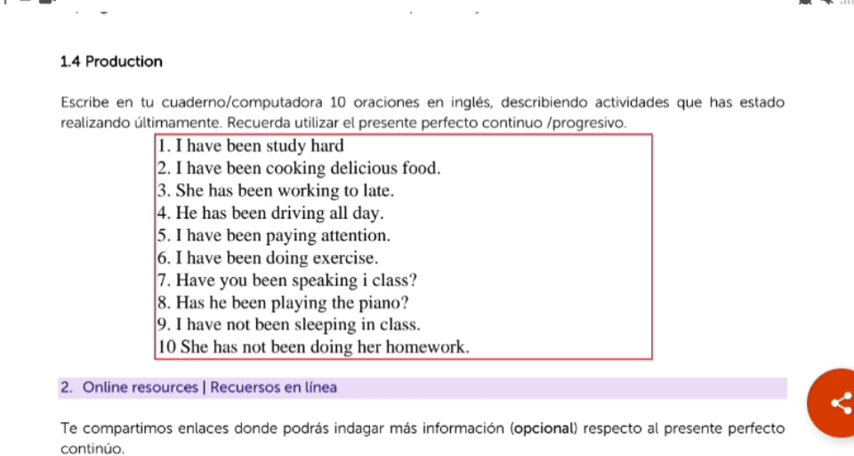 1.4 Production
Escribe en tu cuaderno/computadora 10 oraciones en inglés, describiendo actividades que has estado
realizando últimamente. Recuerda utilizar el presente perfecto continuo /progresivo.
1. I have been study hard
2. I have been cooking delicious food.
3. She has been working to late.
4. He has been driving all day.
5. I have been paying attention.
6. I have been doing exercise.
7. Have you been speaking i class?
8. Has he been playing the piano?
9. I have not been sleeping in class.
10 She has not been doing her homework.
2. Online resources | Recuersos en línea
Te compartimos enlaces donde podrás indagar más información (opcional) respecto al presente perfecto
continúo.